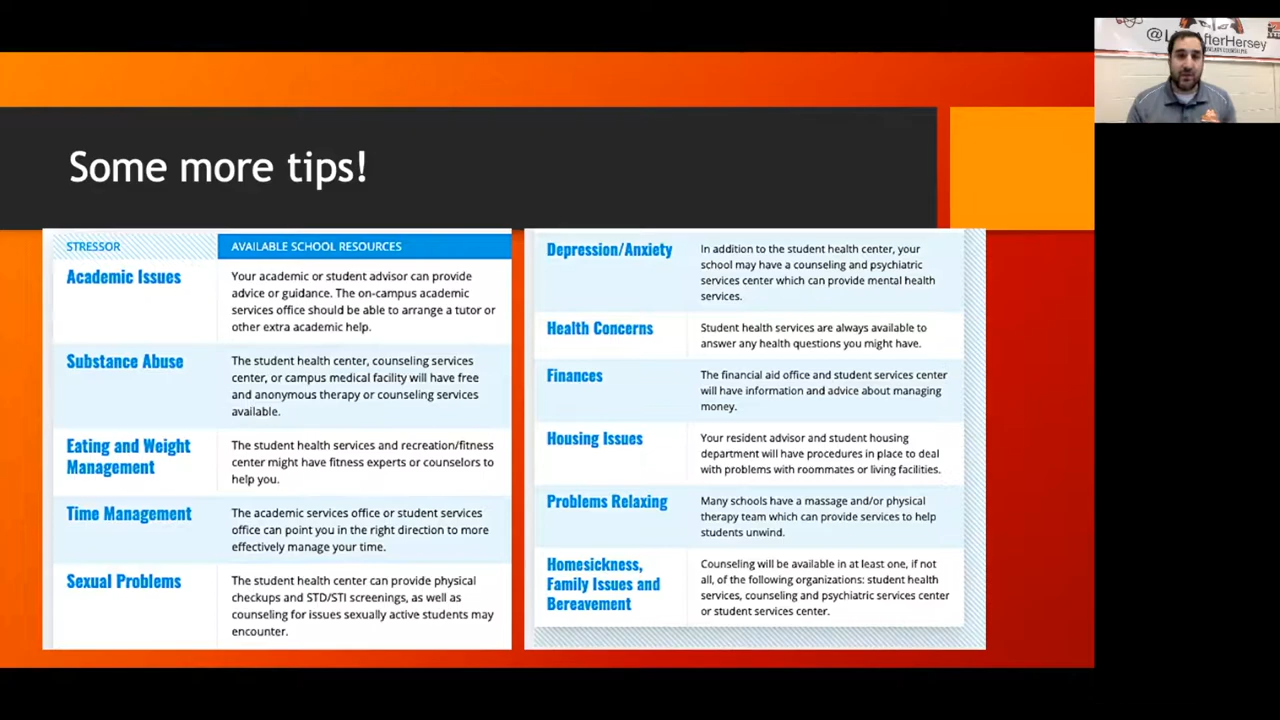 Some more tips!
STRESSOR
AVAILABLE SCHOOL RESOURCES
Academic Issues
Your academic or student advisor can provide
advice or guidance. The on-campus academic
services office should be able to arrange a tutor or
other extra academic help.
Substance Abuse
The student health center, counseling services
center, or campus medical facility will have free
and anonymous therapy or counseling services
available.
Eating and Weight
Management
The student health services and recreation/fitness
center might have fitness experts or counselors to
help you.
Time Management
The academic services office or student services
office can point you in the right direction to more
effectively manage your time.
Sexual Problems
The student health center can provide physical
checkups and STD/STI screenings, as well as
counseling for issues sexually active students may
encounter.
Depression/Anxiety
In addition to the student health center, your
school may have a counseling and psychiatric
services center which can provide mental health
services.
Health Concerns
Student health services are always available to
answer any health questions you might have.
Finances
The financial aid office and student services center
will have information and advice about managing
money.
Housing Issues
Your resident advisor and student housing
department will have procedures in place to deal
with problems with roommates or living facilities.
Problems Relaxing
Many schools have a massage and/or physical
therapy team which can provide services to help
students unwind.
Homesickness,
Family Issues and
Bereavement
Counseling will be available in at least one, if not
all, of the following organizations: student health
services, counseling and psychiatric services center
or student services center.